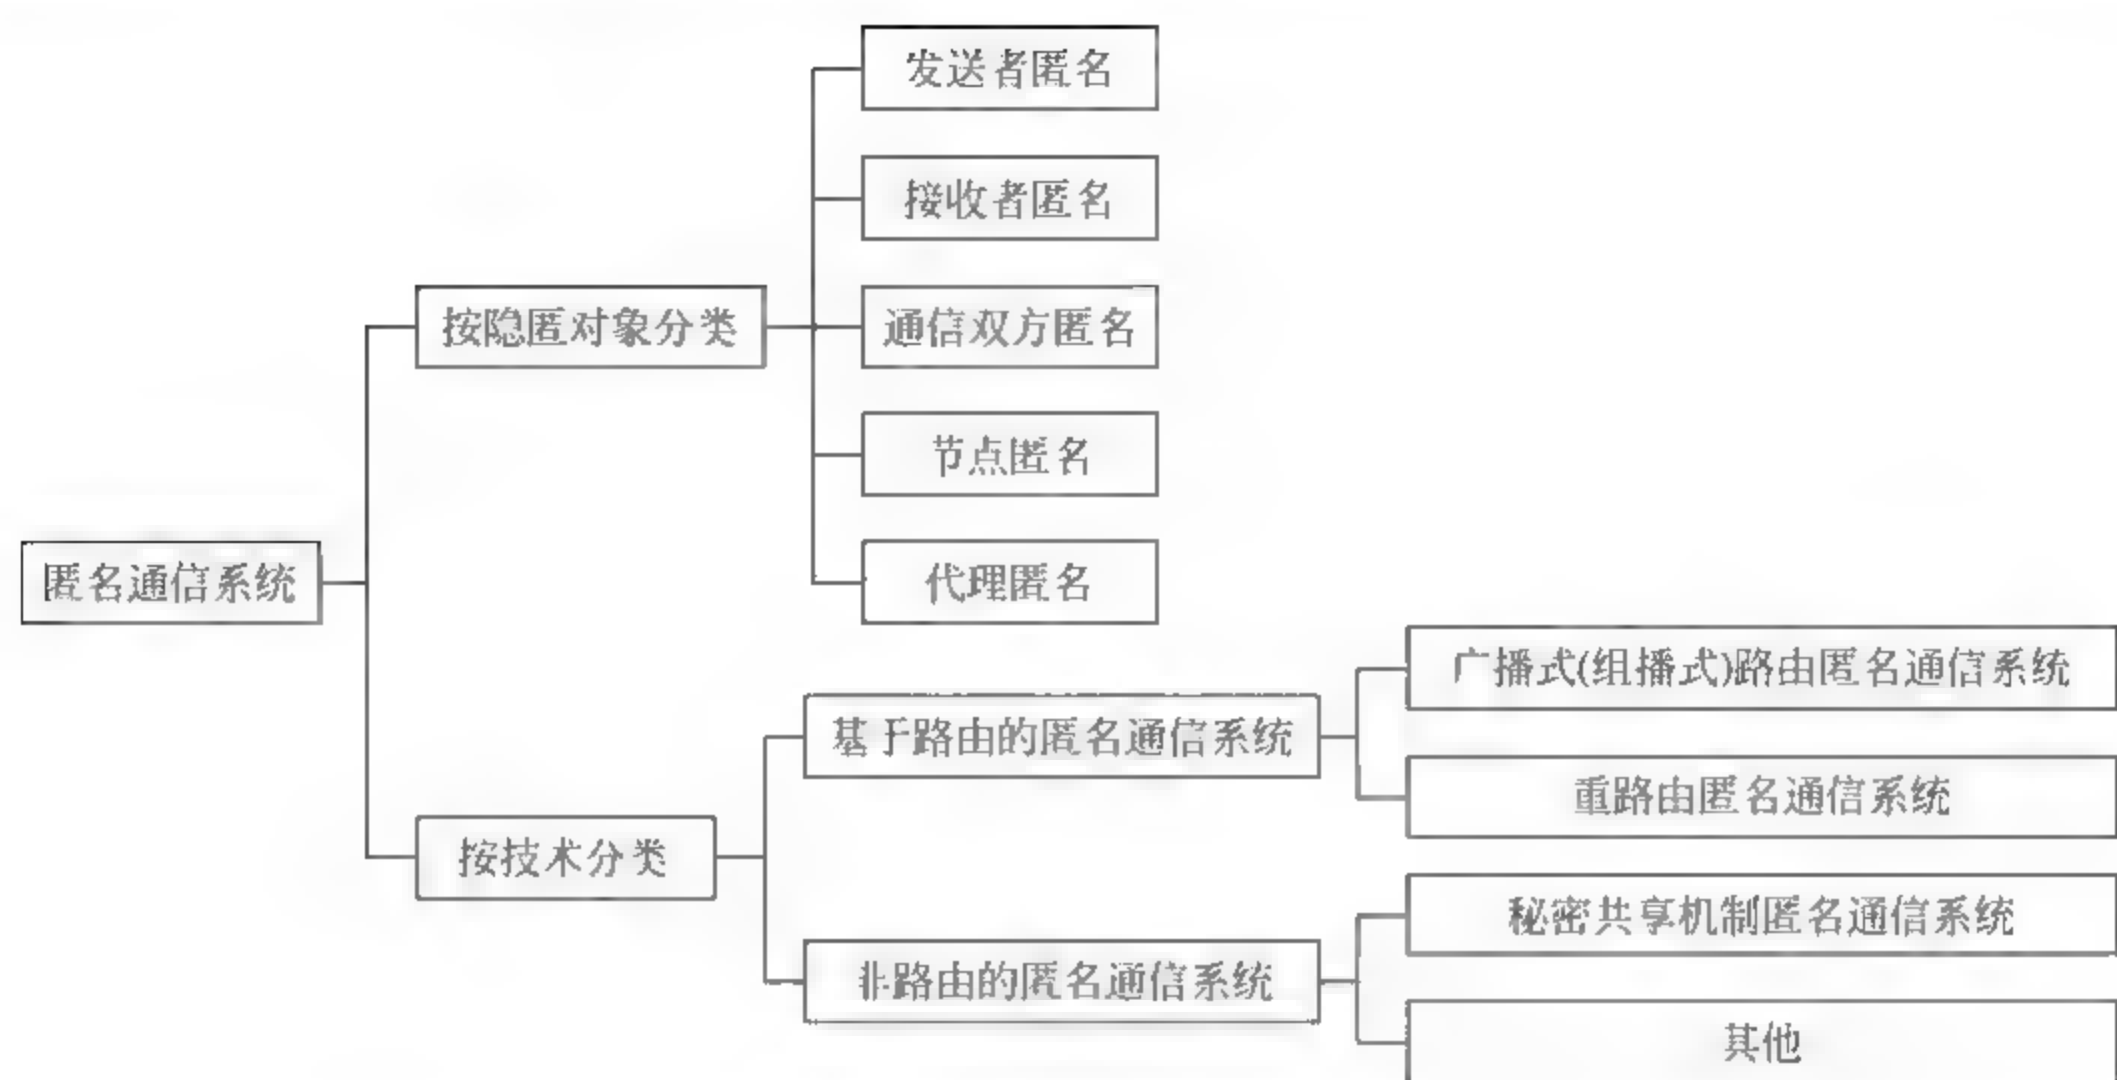 发送者匿名
接收者匿名
按隐匿对象分类
通信双方匿名
节点匿名
匿名通信系统
代理匿名
广播式(组播式)路由匿名通信系统
基于路由的匿名通信系统
重路由匿名通信系统
按技术分类
秘密共享机制匿名通信系统
非路由的匿名通信系统
其他